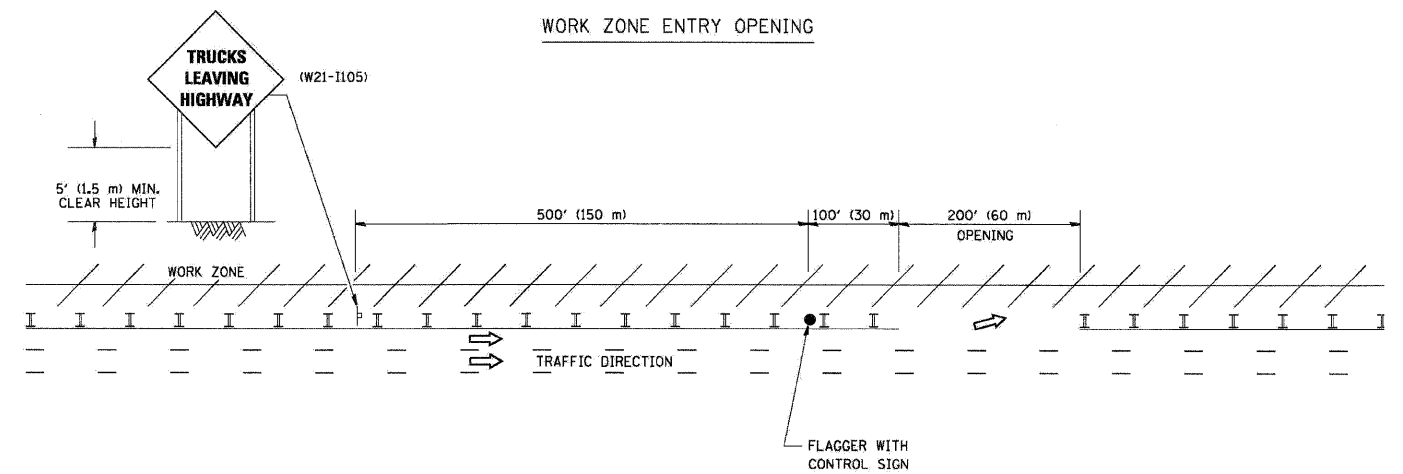 WORK ZONE ENTRY OPENING
TRUCKS
LEAVING
HIGHWAY
(W21-I105)
5' (1.5 m) MIN.
CLEAR HEIGHT
500' (150 m)
100' (30 m)
200' (60 m)
OPENING
WORK ZONE
TRAFFIC DIRECTION
FLAGGER WITH
CONTROL SIGN